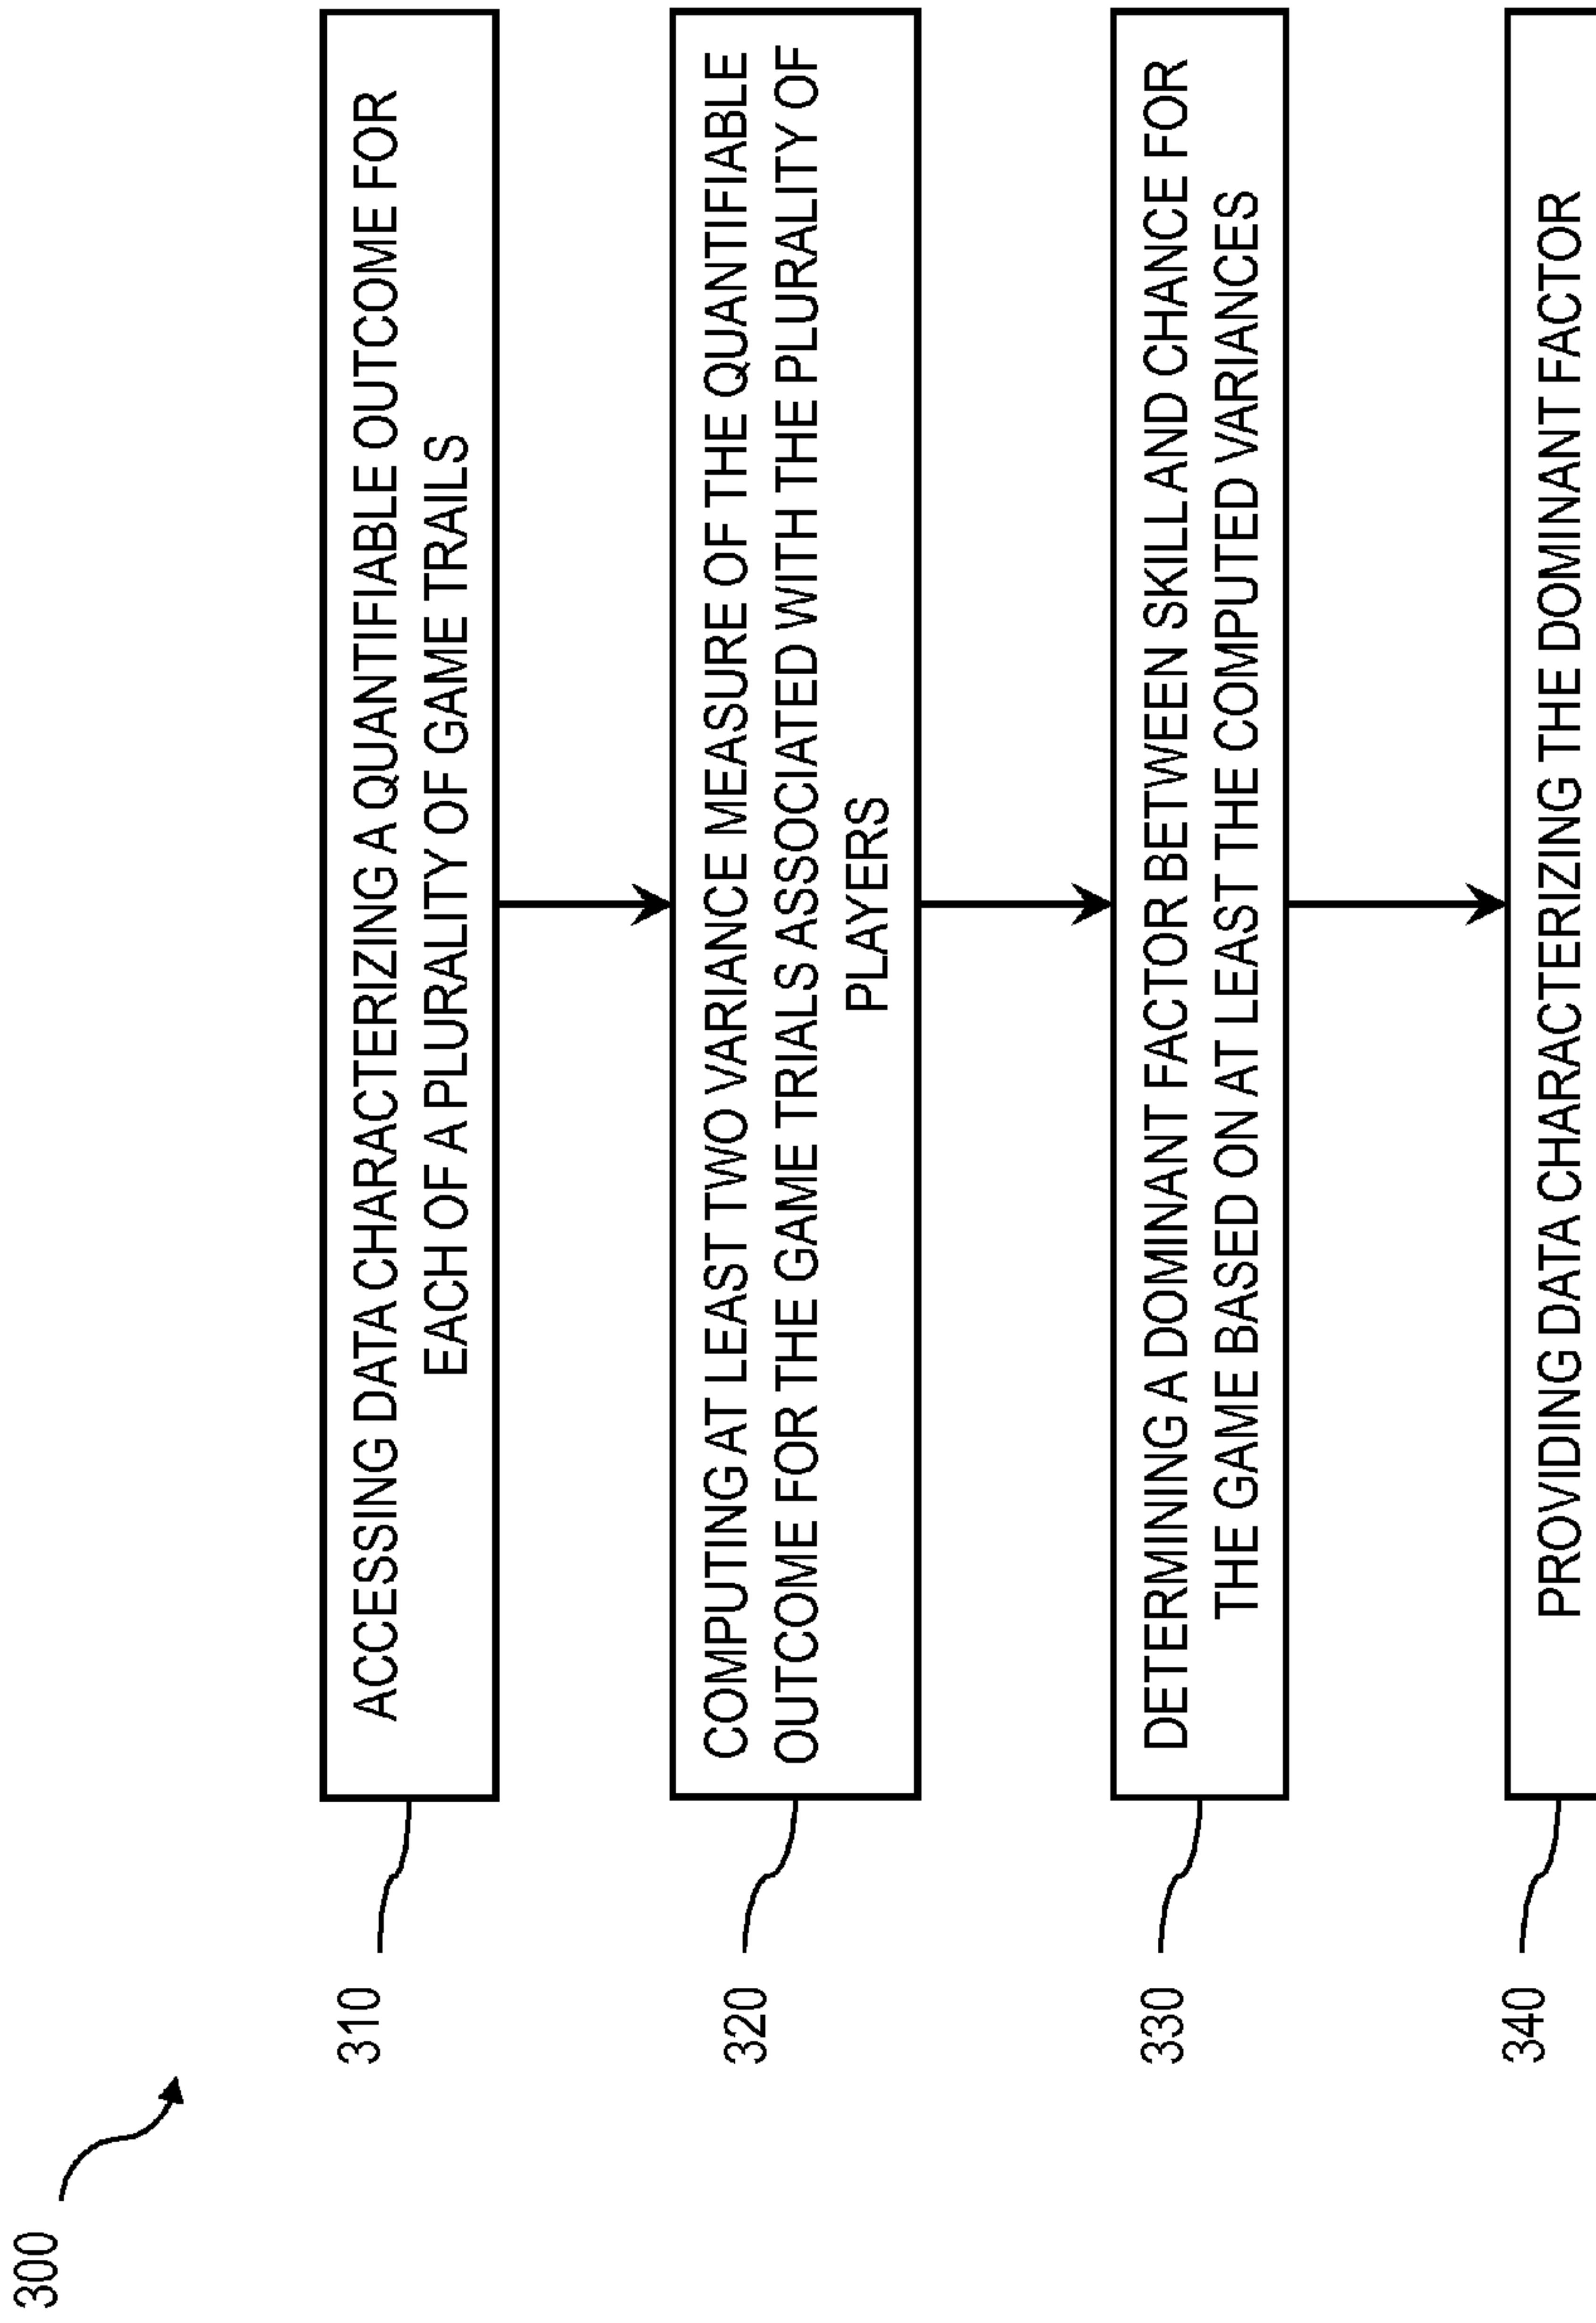 300
310
ACCESSING DATA CHARACTERIZING A QUANTIFIABLE OUTCOME FOR
EACH OF A PLURALITY OF GAME TRAILS
320
COMPUTING AT LEAST TWO VARIANCE MEASURE OF THE QUANTIFIABLE
OUTCOME FOR THE GAME TRIALS ASSOCIATED WITH THE PLURALITY OF
PLAYERS
330
DETERMINING A DOMINANT FACTOR BETWEEN SKILL AND CHANCE FOR
THE GAME BASED ON AT LEAST THE COMPUTED VARIANCES
340
PROVIDING DATA CHARACTERIZING THE DOMINANT FACTOR